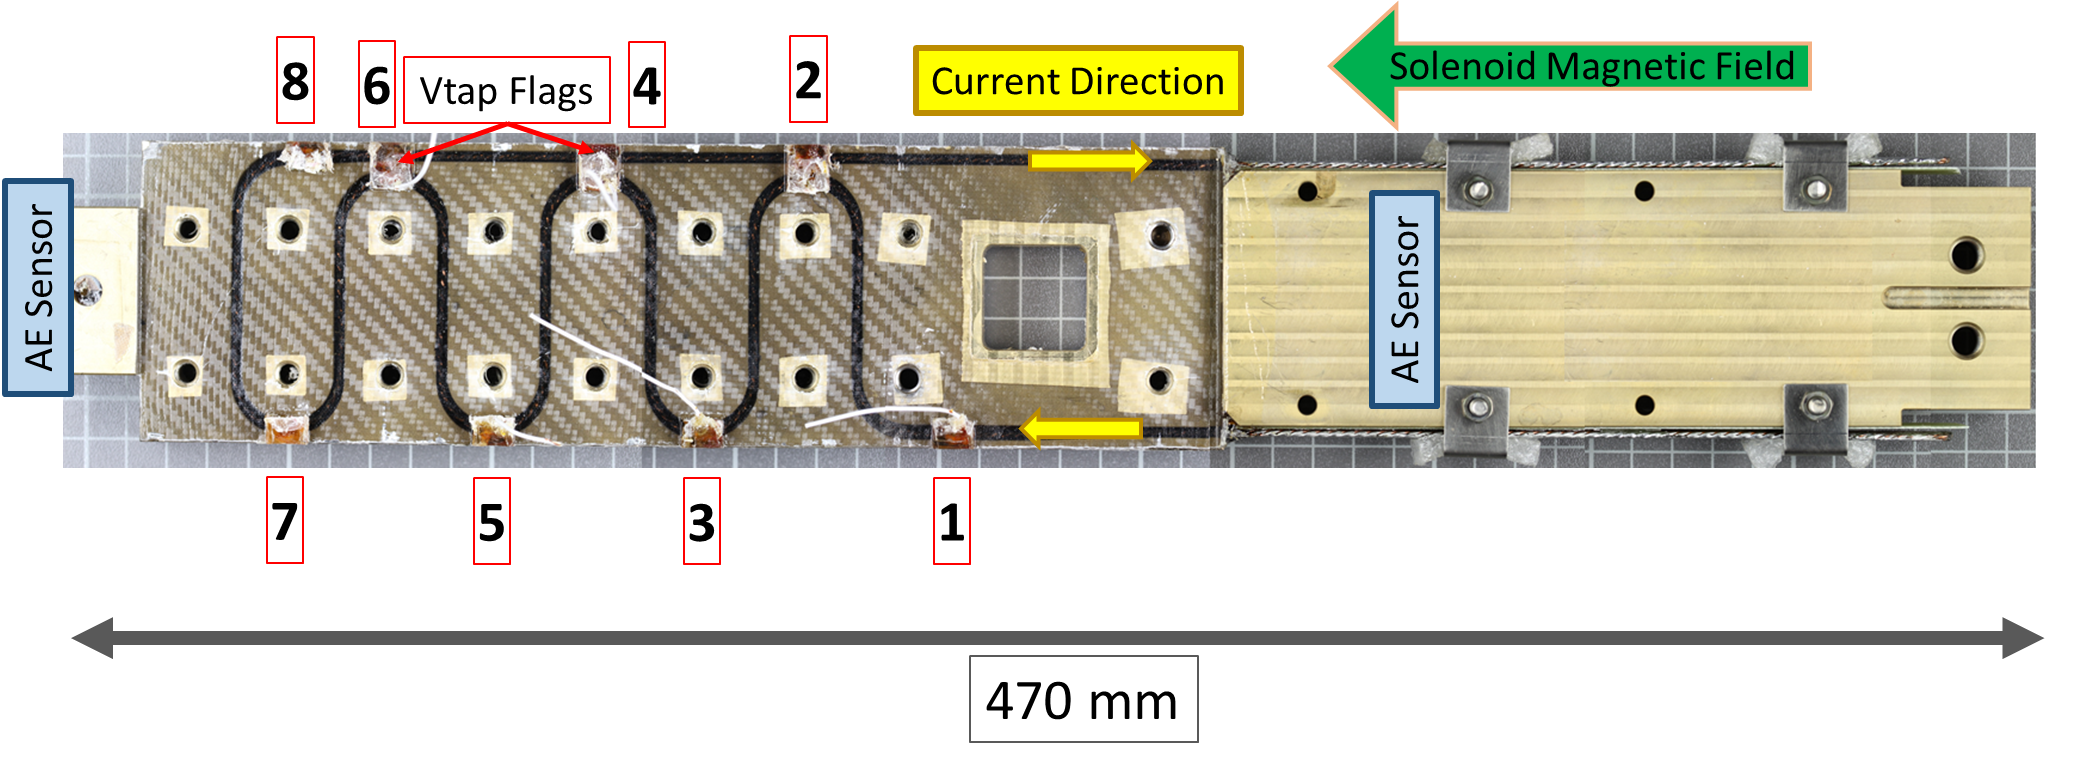 8
6
Vtap Flags
4
2
Current Direction
Solenoid Magnetic Field
AE Sensor
AE Sensor
7
5
3
1
470 mm